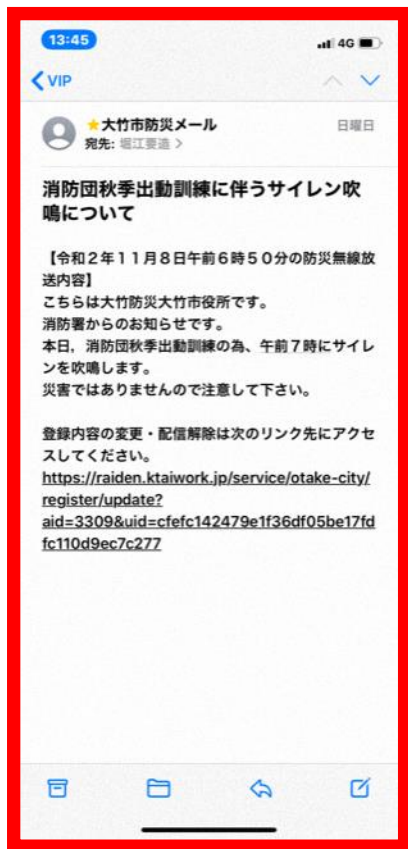 13:45
4G
VIP
大竹市防災メール
日曜日
宛先: 堀江要造
消防団秋季出動訓練に伴うサイレン吹
鳴について
【令和2年11月8日午前6時50分の防災無線放
送内容】
こちらは大竹防災大竹市役所です。
消防署からのお知らせです。
本日，消防団秋季出動訓練の為、午前7時にサイレ
ンを吹鳴します。
災害ではありませんので注意して下さい。
登録内容の変更・配信解除は次のリンク先にアクセ
スしてください。
https://raiden.ktaiwork.jp/service/otake-city/
register/update?
aid=3309&uid=cfefc142479e1f36df05be17fd
fc110d9ec7c277